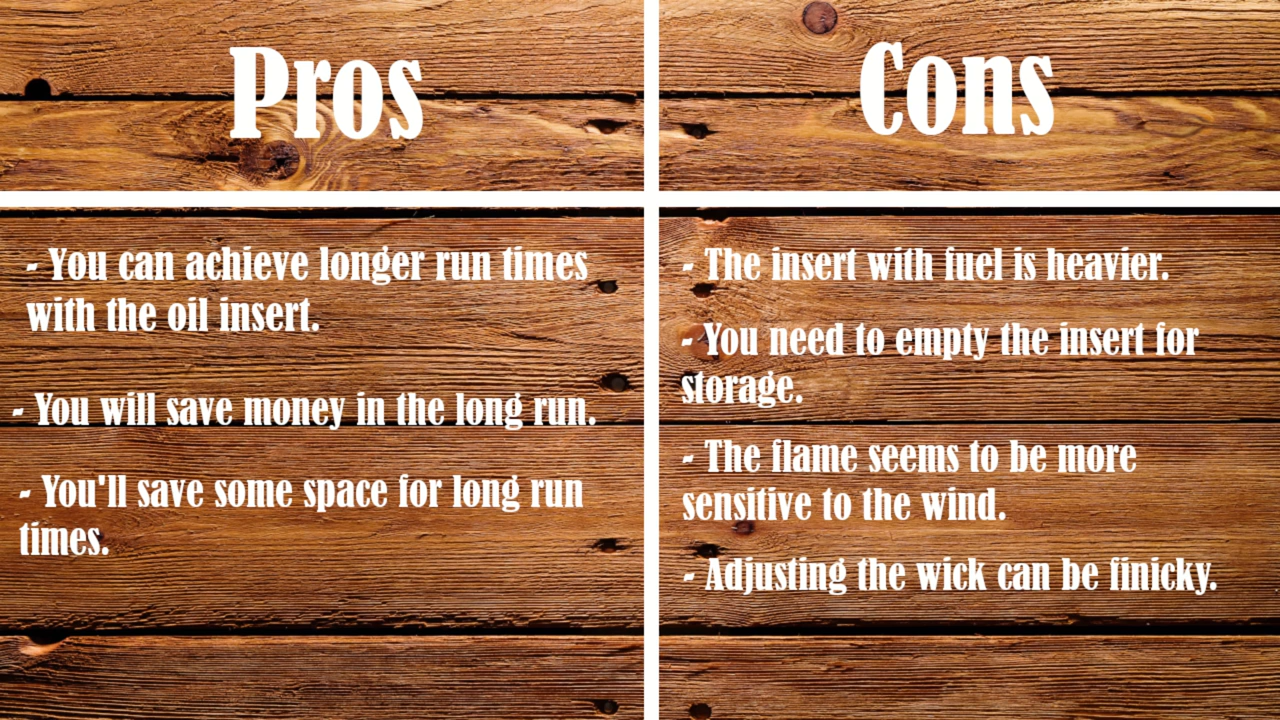 Pros
- You can achieve longer run times
with the oil insert.
- You will save money in the long run.
- You'll save some space for long run
times.
Cons
- The insert with fuel is heavier.
- You need to empty the insert for
storage.
- The flame seems to be more
sensitive to the wind.
- Adjusting the wick can be finicky.